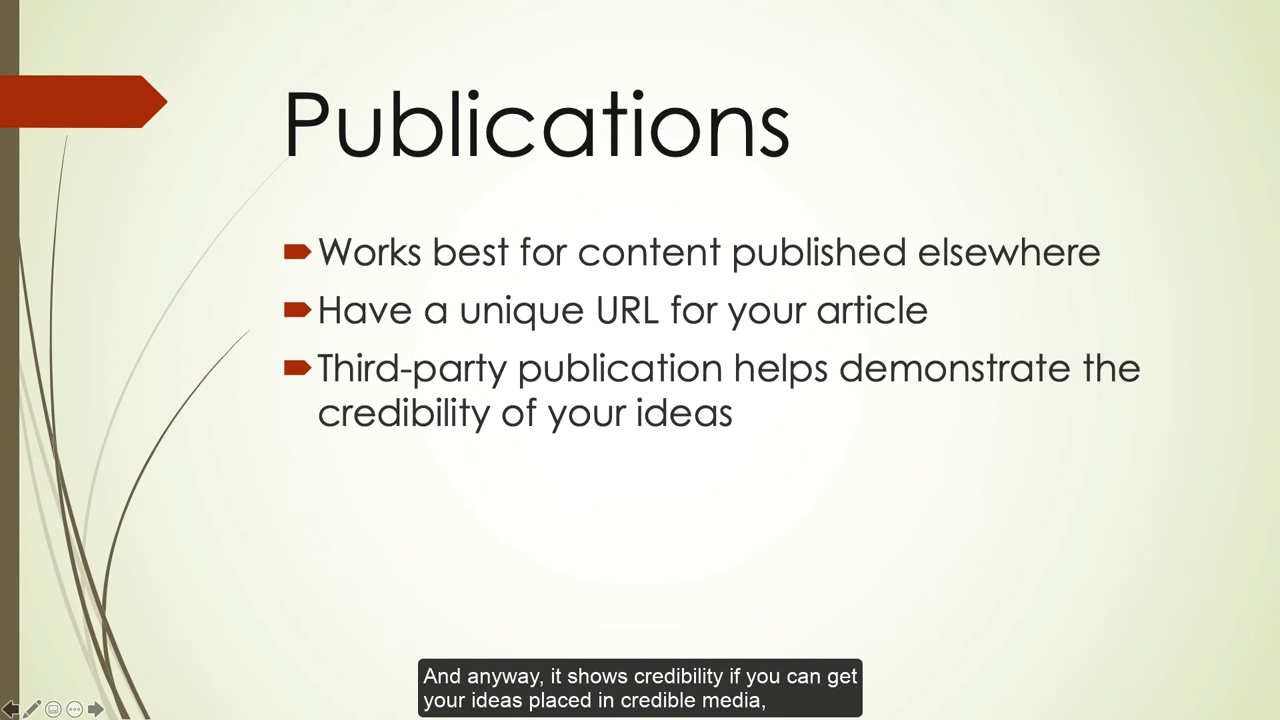 Publications
Works best for content published elsewhere
Have a unique URL for your article
Third-party publication helps demonstrate the
credibility of your ideas
And anyway, it shows credibility if you can get
your ideas placed in credible media,